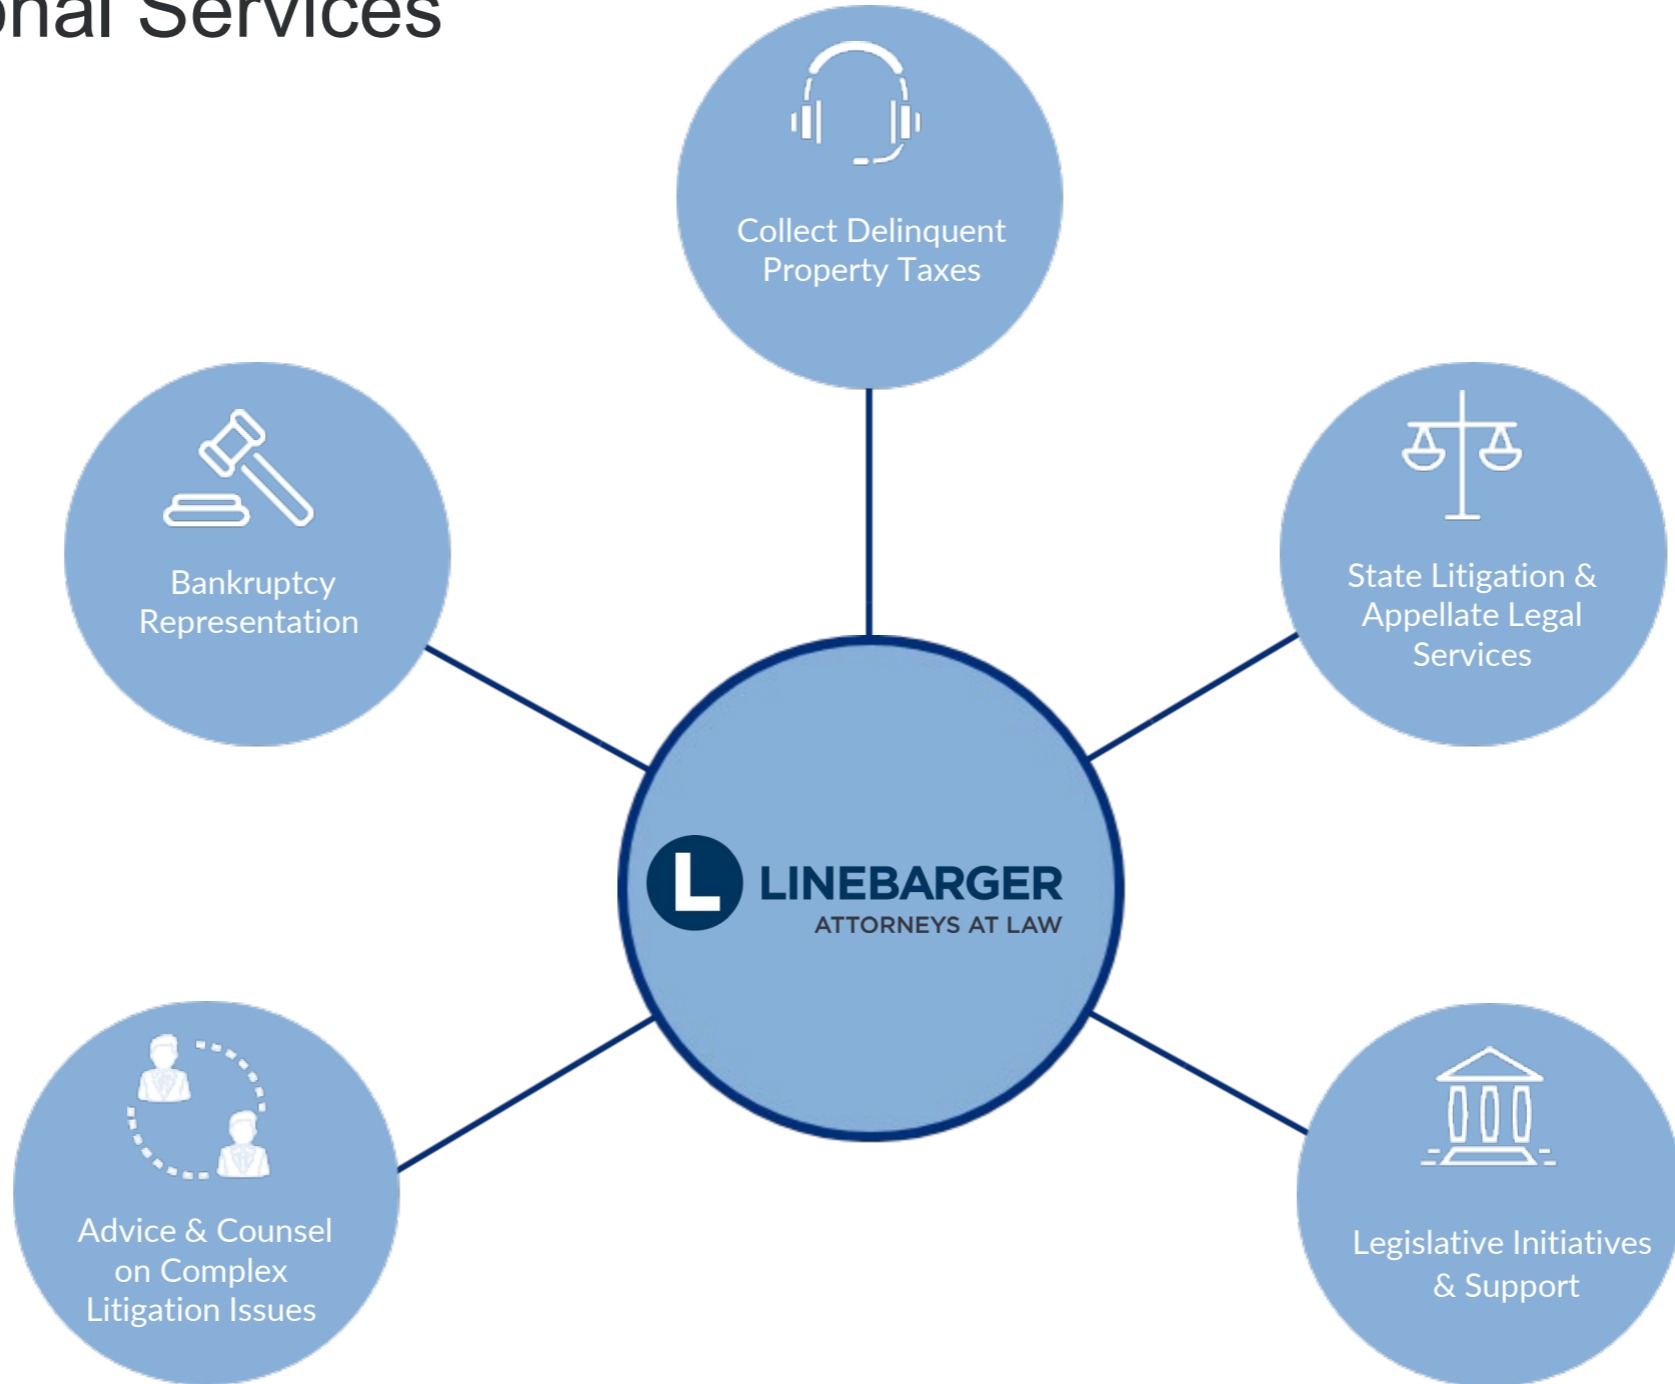 onal Services
Collect Delinquent
Property Taxes
Bankruptcy
Representation
State Litigation &
Appellate Legal
Services
L LINEBARGER
ATTORNEYS AT LAW
Advice & Counsel
on Complex
Litigation Issues
Legislative Initiatives
& Support